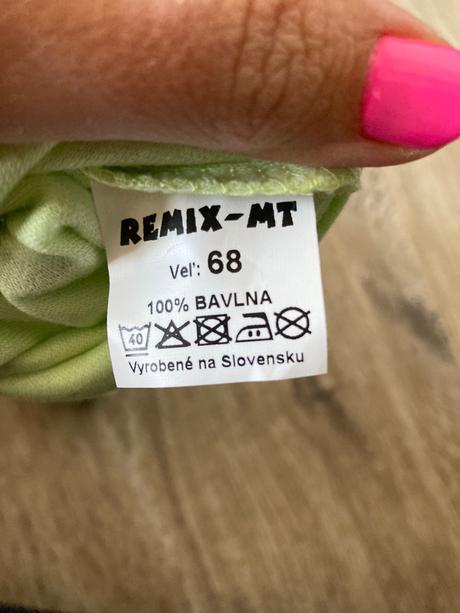 REMIX-MT
Veľ: 68
100% BAVLNA
40
Vyrobené na Slovensku